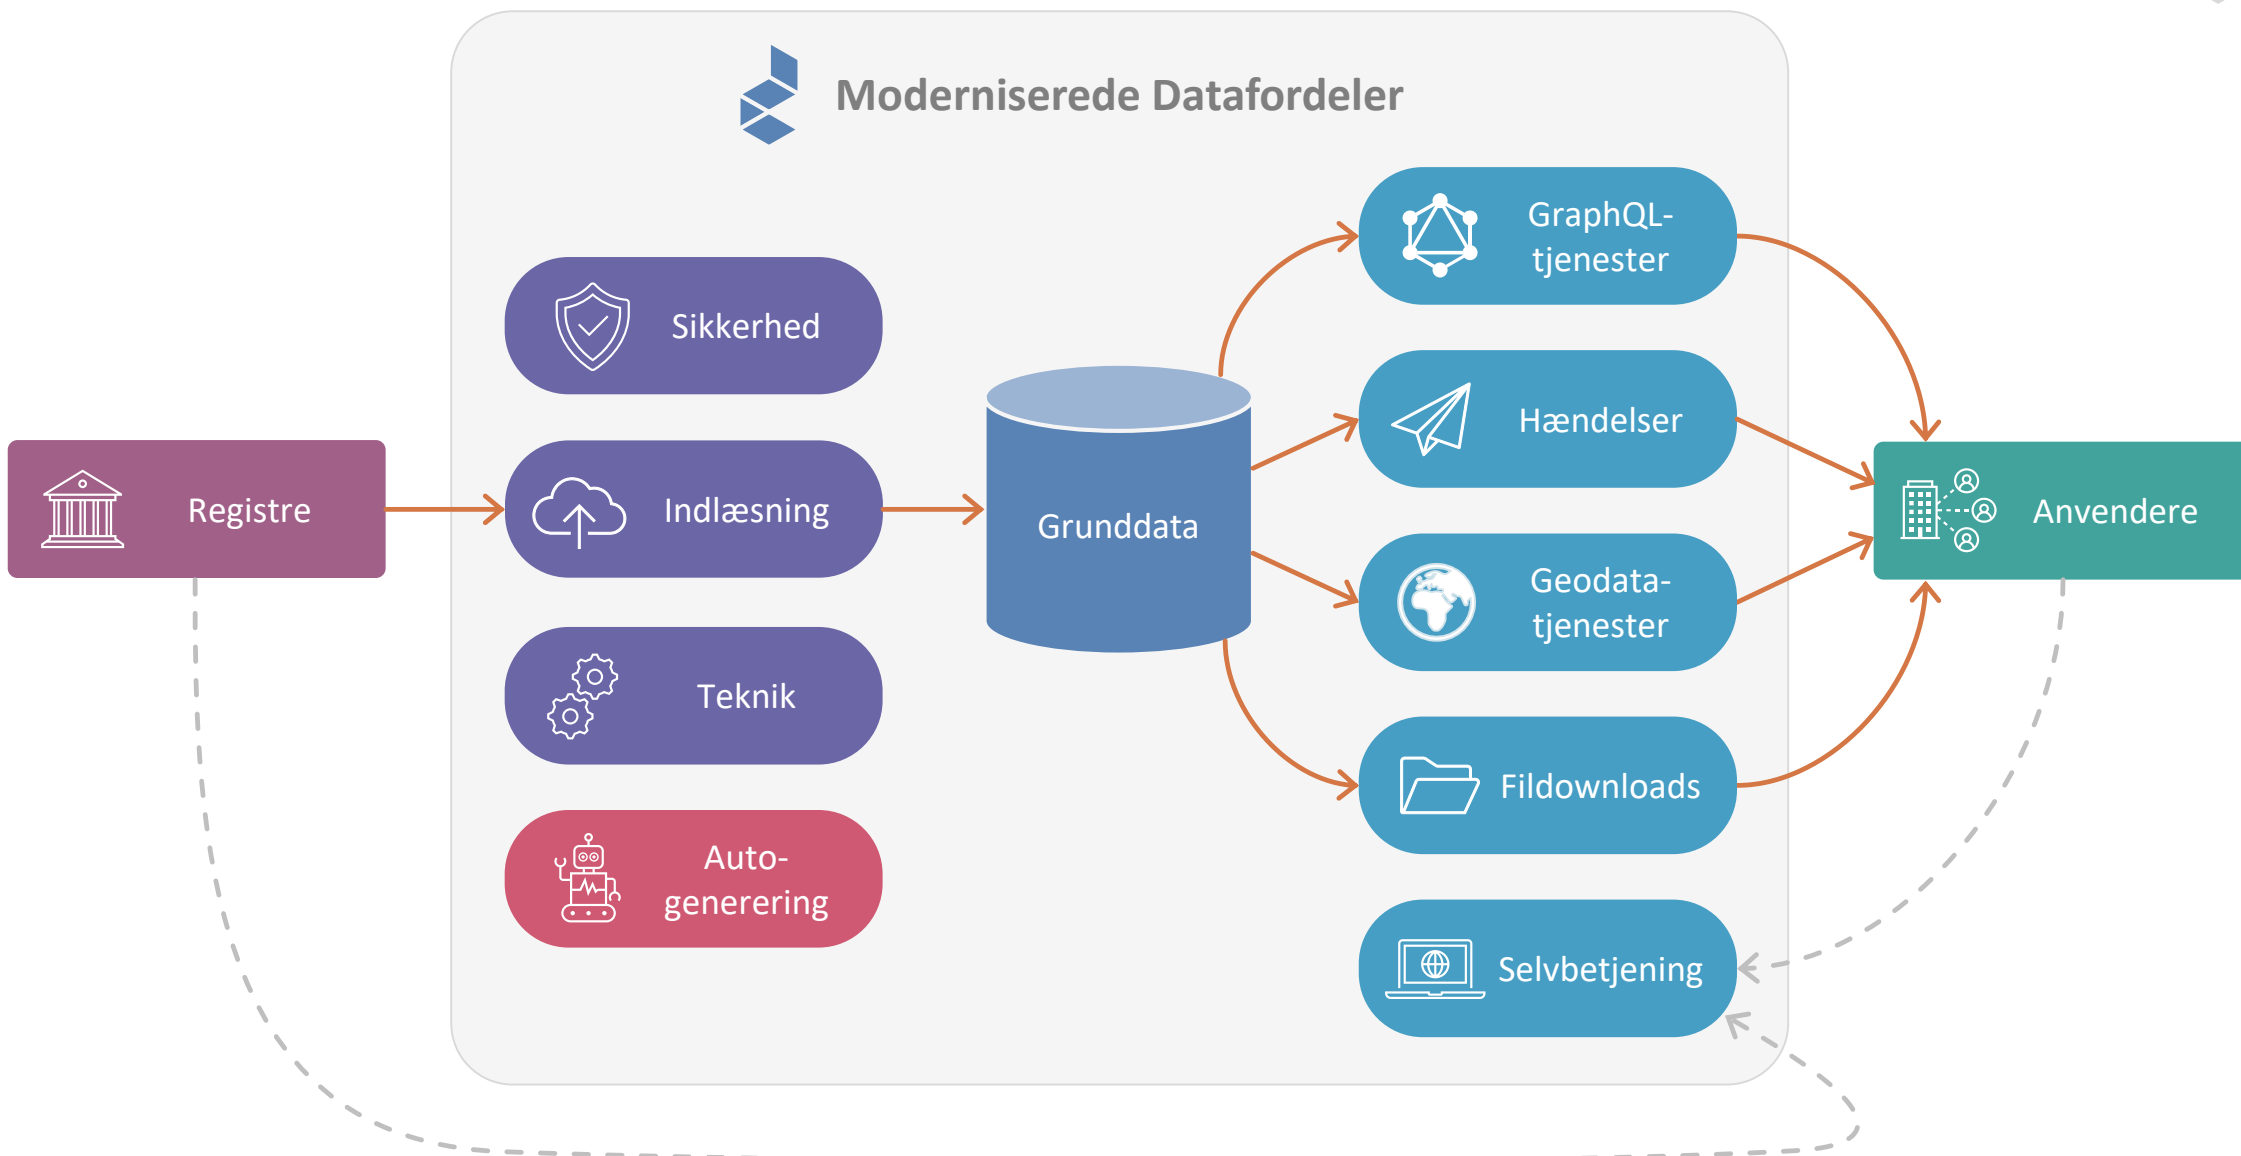 Moderniserede Datafordeler
Registre
Sikkerhed
Indlæsning
Teknik
Auto-
generering
Grunddata
GraphQL-
tjenester
Hændelser
Geodata-
tjenester
Fildownloads
Selvbetjening
Anvendere